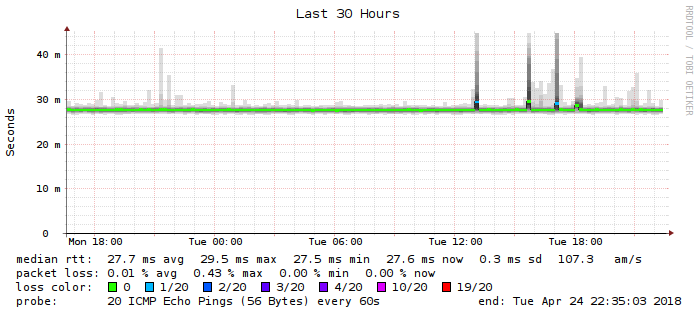 Last 30 Hours
RRDTOOL / TOBI OETIKER
Seconds
40 m
30 m
20 m
10 m
0
Mon 18:00 Tue 00:00 Tue 06:00 Tue 12:00 Tue 18:00
median rtt: 27.7 ms avg 29.5 ms max 27.5 ms min 27.6 ms now 0.3 ms sd 107.3 am/s
packet loss: 0.01 % avg 0.43 % max 0.00 % min 0.00 % now
loss color: 0 1/20 2/20 3/20 4/20 10/20 19/20
probe: 20 ICMP Echo Pings (56 Bytes) every 60s end: Tue Apr 24 22:35:03 2018